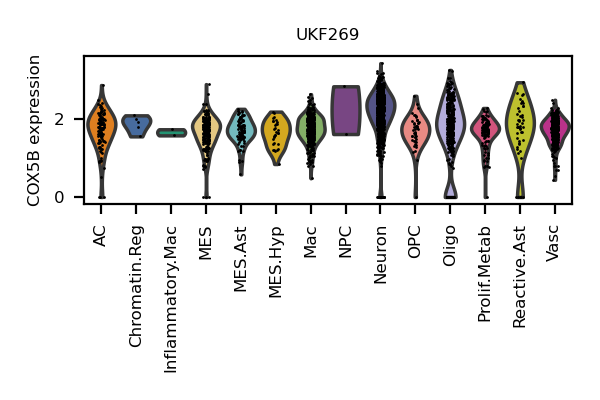 UKF269
COX5B expression
2
0
AC
Chromatin.Reg
Inflammatory.Mac
MES
MES.Ast
MES.Hyp
Mac
NPC
Neuron
OPC
Oligo
Prolif.Metab
Reactive.Ast
Vasc